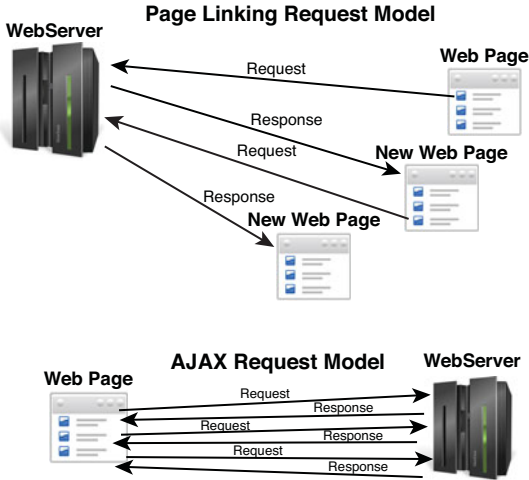 Page Linking Request Model
WebServer
Web Page
Request
Response
Request
New Web Page
Response
New Web Page
AJAX Request Model
WebServer
Web Page
Request
Response
Request
Response
Request
Response